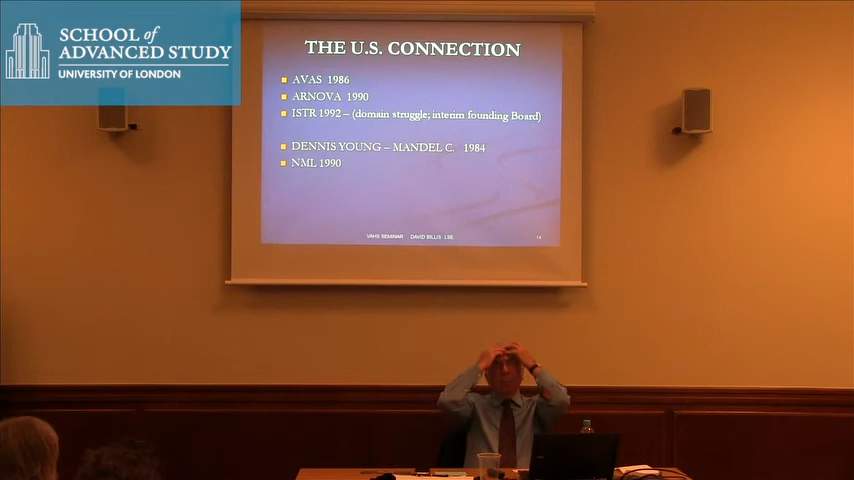 SCHOOL of
ADVANCED STUDY
UNIVERSITY OF LONDON
THE U.S. CONNECTION
AVAS 1986
ARNOVA 1990
ISTR 1992 – (domain struggle; interim founding Board)
DENNIS YOUNG – MANDEL C. 1984
NML 1990
UAHS SEMINAR DAVID BILLIS LSE 14